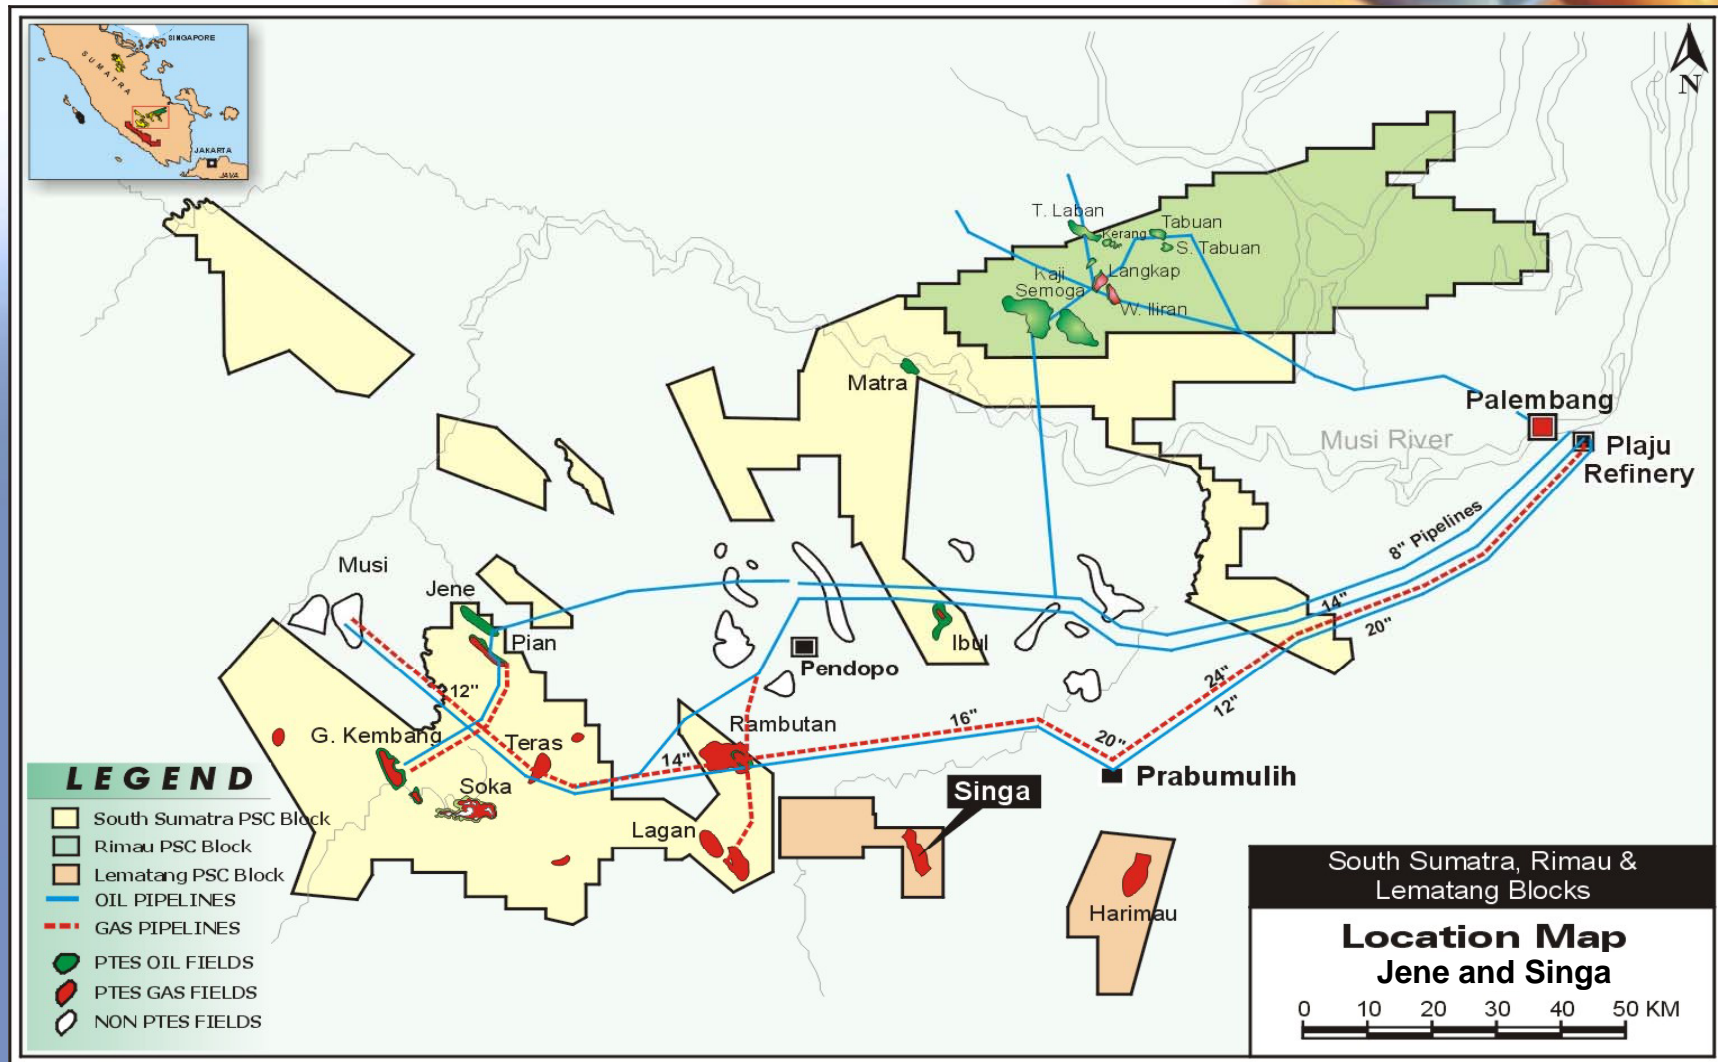 SINGAPORE
SUMATRA
JAKARTA
JAVA
N
T. Laban
Kerang
Tabuan
S. Tabuan
Kaji
Semoga
Langkap
W. Iliran
Matra
Palembang
Musi River
Plaju
Refinery
8" Pipelines
14"
20"
Musi
Jene
Pian
Ibul
Pendopo
12"
24"
12"
Rambutan
16"
G. Kembang
Teras
14"
20"
Prabumulih
Soka
Singa
Lagan
Harimau
LEGEND
South Sumatra PSC Block
Rimau PSC Block
Lematang PSC Block
OIL PIPELINES
GAS PIPELINES
PTES OIL FIELDS
PTES GAS FIELDS
NON PTES FIELDS
South Sumatra, Rimau &
Lematang Blocks
Location Map
Jene and Singa
0 10 20 30 40 50 KM